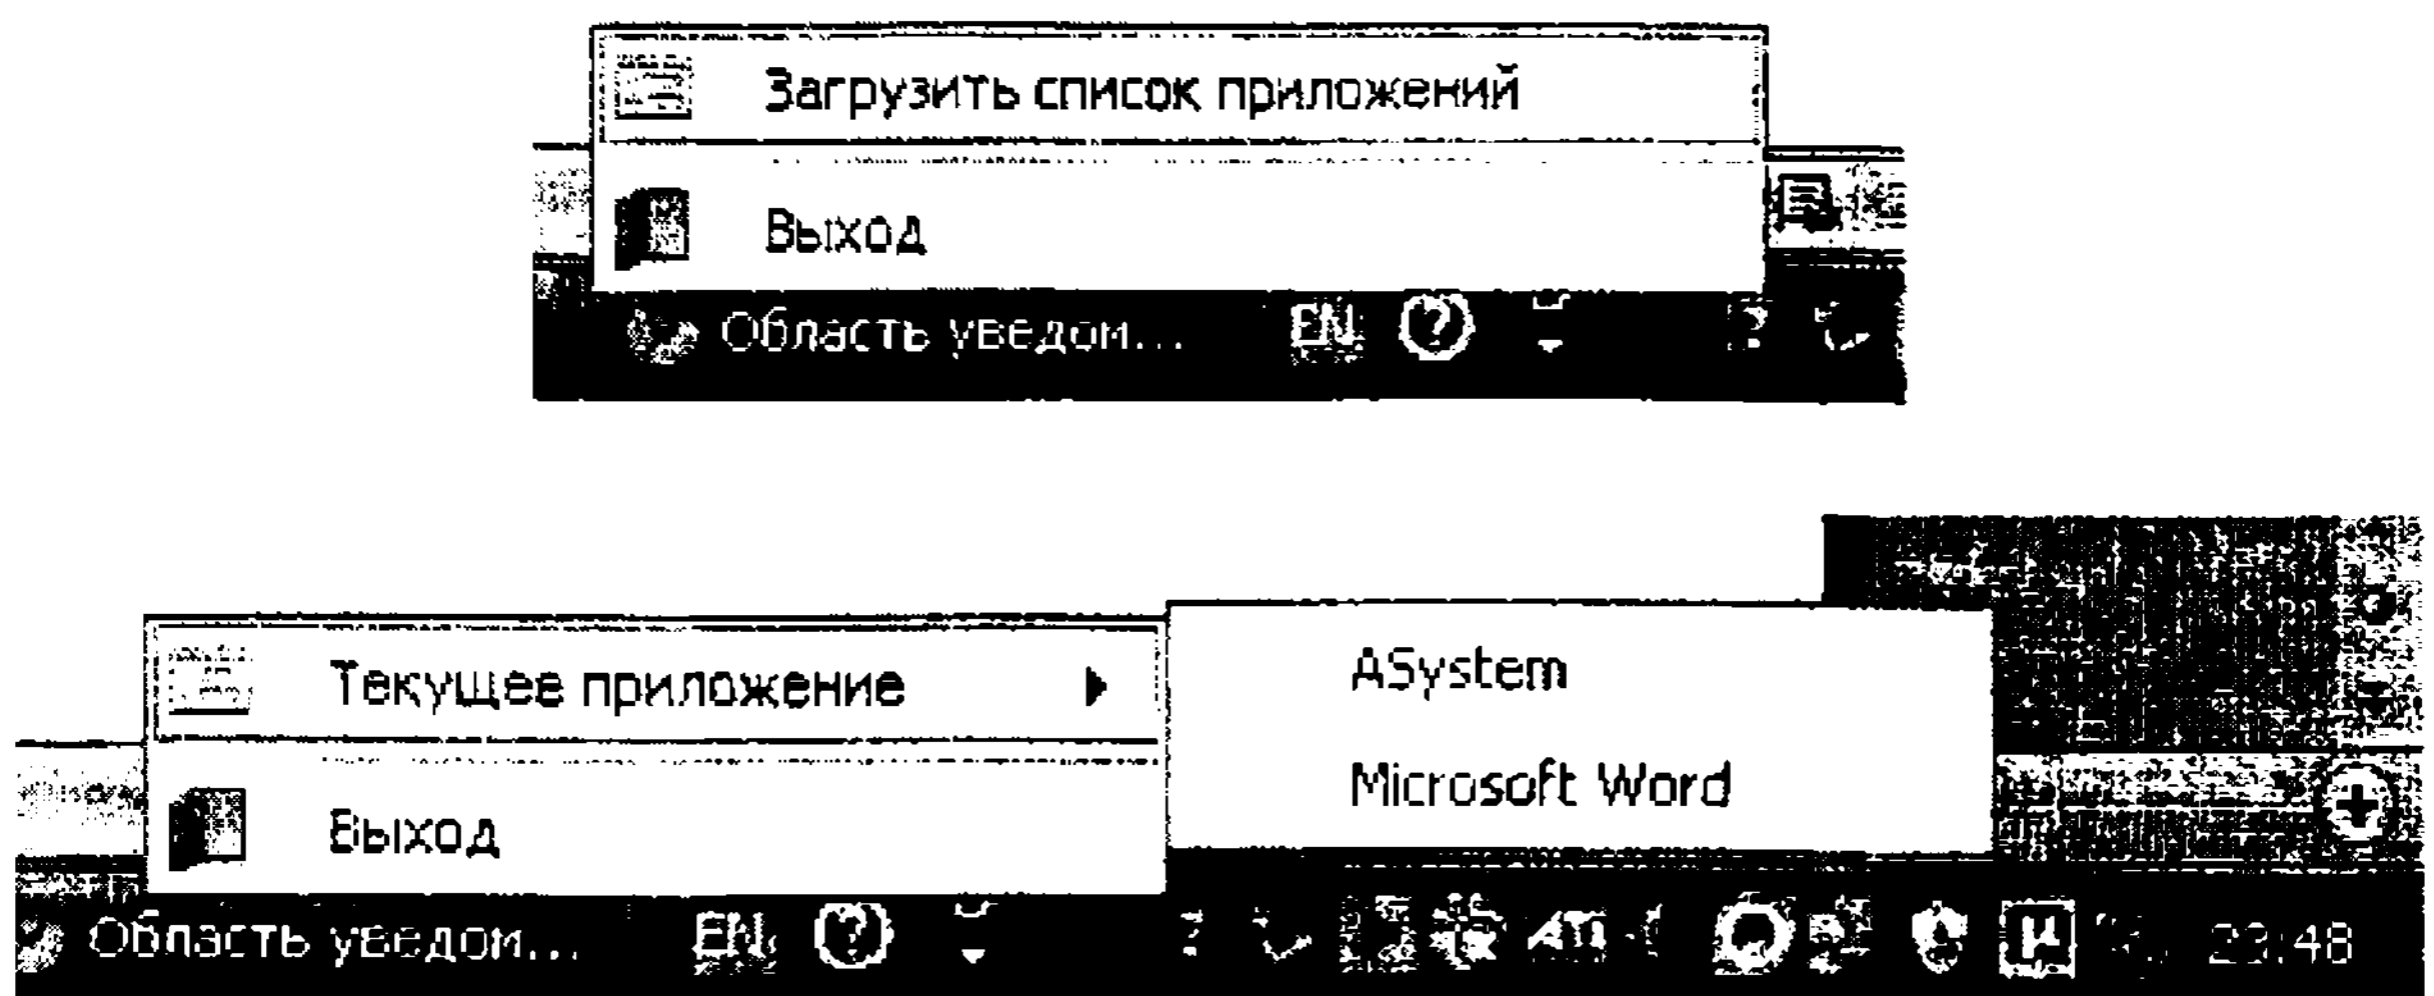 Загрузить список приложений
Выход
Область уведом... EN
Текущее приложение
ASystem
Microsoft Word
Выход
Область уведом... EN 23:48